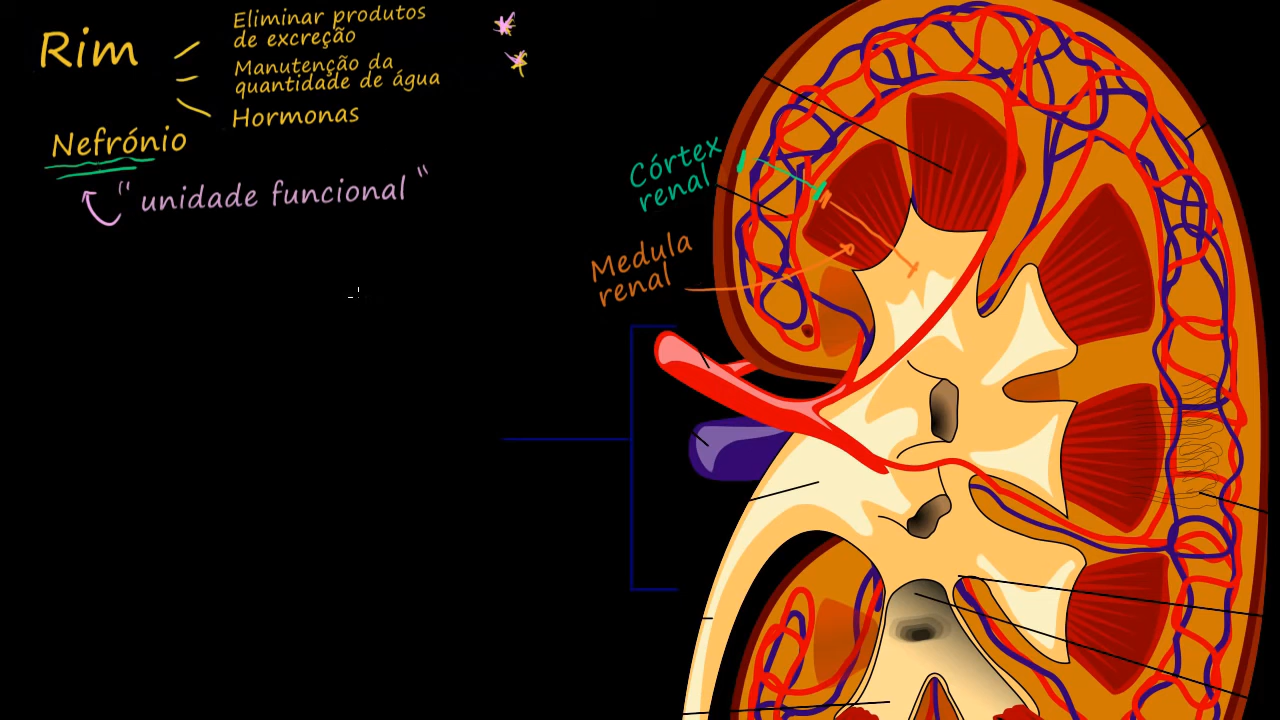 Rim
Eliminar produtos
de excreção
Manutenção da
quantidade de água
Hormonas
Nefrónio
"unidade funcional"
Córtex
renal
Medula
renal